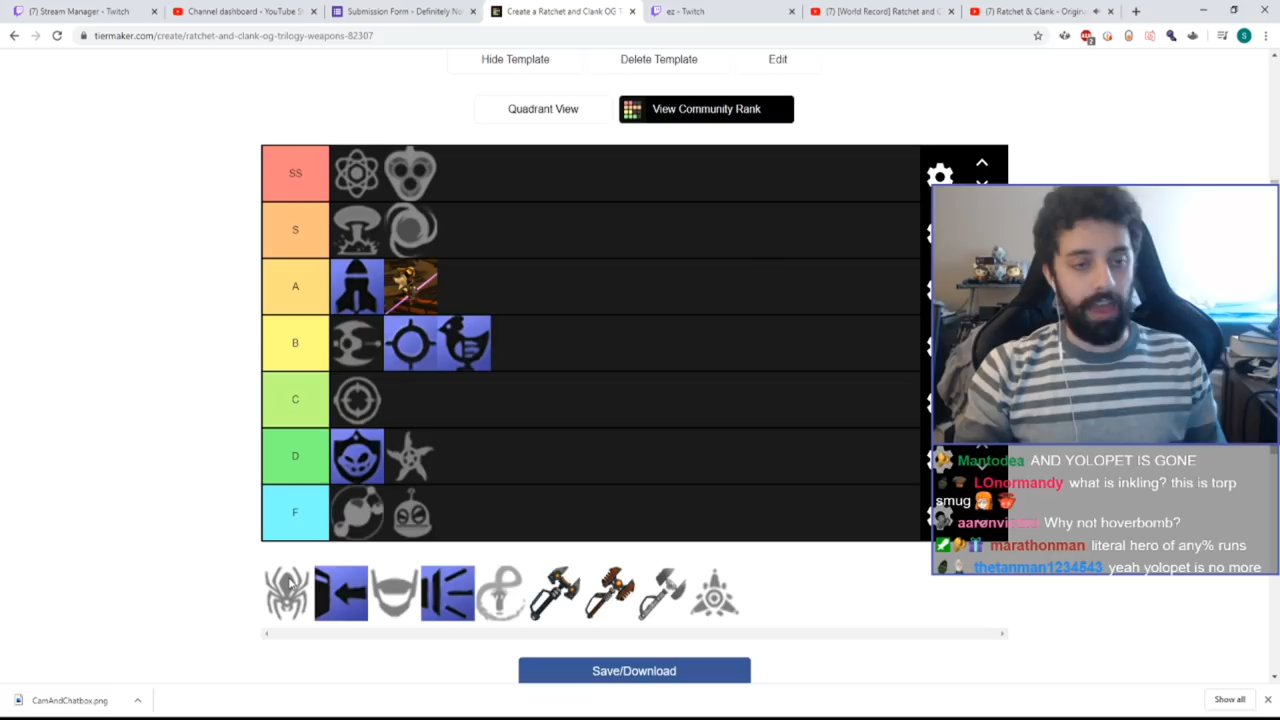 (7) Stream Manager - Twitch
Channel dashboard - YouTube S
Submission Form - Definitely No
Create a Ratchet and Clank OG T
ez - Twitch
(7) [World Record] Ratchet and C
(7) Ratchet & Clank - Origin
tiermaker.com/create/ratchet-and-clank-og-trilogy-weapons-82307
Hide Template
Delete Template
Edit
Quadrant View
View Community Rank
SS
S
A
B
C
D
F
Mantodea AND YOLOPET IS GONE
LOnormandy what is inkling? this is torp
smug
Why not hoverbomb?
marathonman literal hero of any% runs
thetanman1234543 yeah yolopet is no more
Save/Download
CamAndChatbox.png
Show all